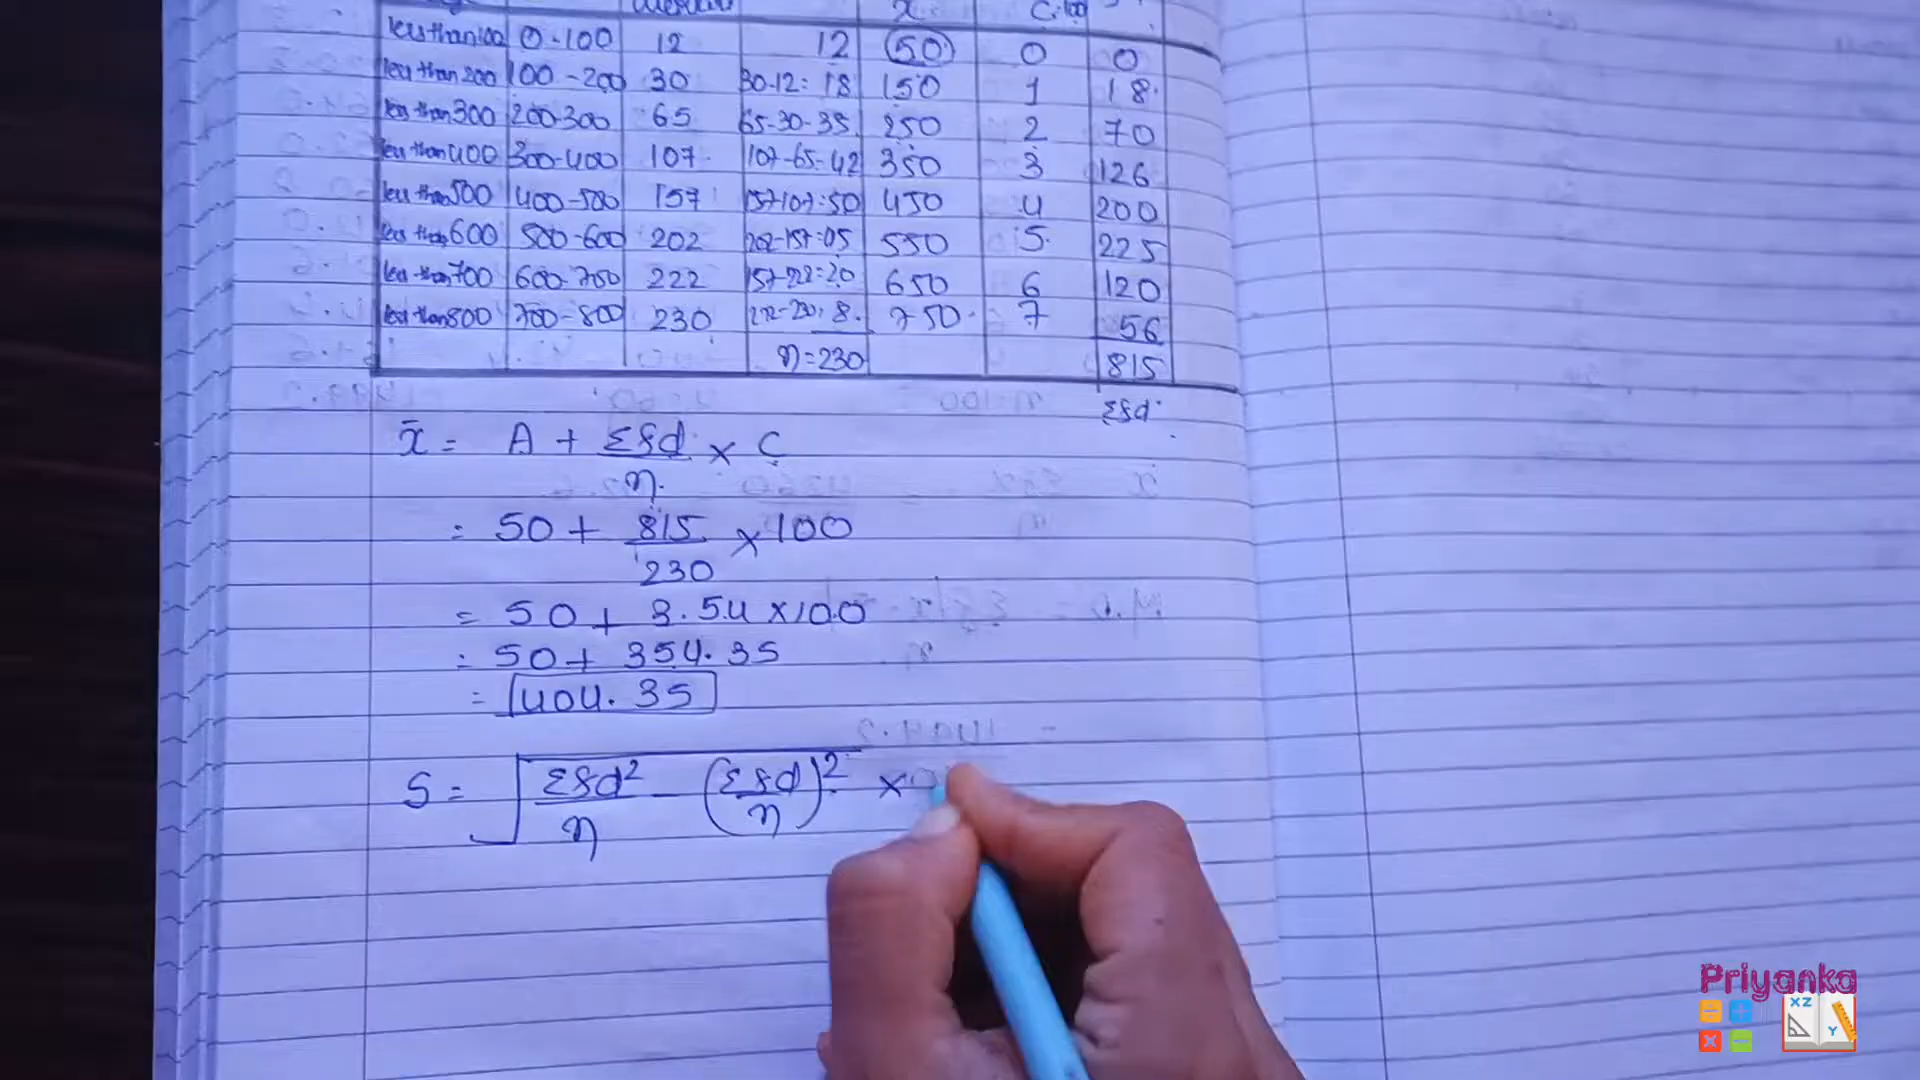 x C.100
less than 100 0-100 12 12 50 0 0
less than 200 100-200 30 30-12=18 150 1 18
less than 300 200-300 65 65-30-35 250 2 70
less than 400 300-400 107 107-65-42 350 3 126
less than 500 400-500 157 157-107=50 450 4 200
less than 600 500-600 202 202-157=05 550 5 225
less than 700 600-700 222 157-222=20 650 6 120
less than 800 700-800 230 222-230=8 750 7 56
n=230 815
Σfd
x̄ = A + Σfd/n × C
= 50 + 815/230 × 100
= 50 + 3.54 × 100
= 50 + 354.35
= 404.35
S = √Σfd²/n - (Σfd/n)² ×
Priyanka
XZ
Y